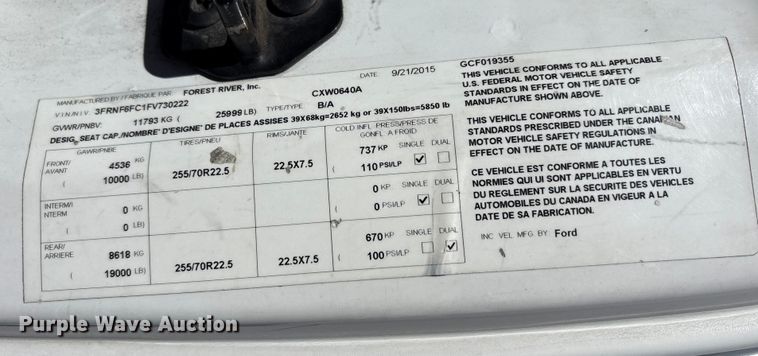 MANUFACTURED BY / FABRIQUE PAR FOREST RIVER, Inc. CXW0640A DATE: 9/21/2015 GCF019355
VIN/NIV 3FRNF6FC1FV730222
GVWR/PNBV: 11793 KG ( 25999 LB) TYPE/TYPE: B/A
DESIG. SEAT CAP./NOMBRE D'ESIGNE' DE PLACES ASSISES 39X68kg=2652 kg or 39X150lbs=5850 lb
GAWR/PNBE TIRES/PNEU RIMS/JANTE COLD INFL PRESS/PRESS DE GONFL A FROID
FRONT/ AVANT 4536 KG 255/70R22.5 22.5X7.5 737 KP SINGLE DUAL
( 10000 LB) ( 110 PSI/LP
INTERM/I NTERM 0 KG 0 KP SINGLE DUAL
( 0 LB) ( 0 PSI/LP
REAR/ ARRIERE 8618 KG 255/70R22.5 22.5X7.5 670 KP SINGLE DUAL
( 19000 LB) ( 100 PSI/LP
THIS VEHICLE CONFORMS TO ALL APPLICABLE
U.S. FEDERAL MOTOR VEHICLE SAFETY
STANDARDS IN EFFECT ON THE DATE OF
MANUFACTURE SHOWN ABOVE.
THIS VEHICLE CONFORMS TO ALL APPLICABLE
STANDARDS PRESCRIBED UNDER THE CANADIAN
MOTOR VEHICLE SAFETY REGULATIONS IN
EFFECT ON THE DATE OF MANUFACTURE.
CE VEHICLE EST CONFORME A TOUTES LES
NORMIES QUI IUI SONT APPLICABLES EN VERTU
DU REGLEMENT SUR LA SECURITE DES VEHICLES
AUTOMOBILES DU CANADA EN VIGEUR A LA
DATE DE SA FABRICATION.
INC. VEL. MFG. BY Ford
Purple Wave Auction